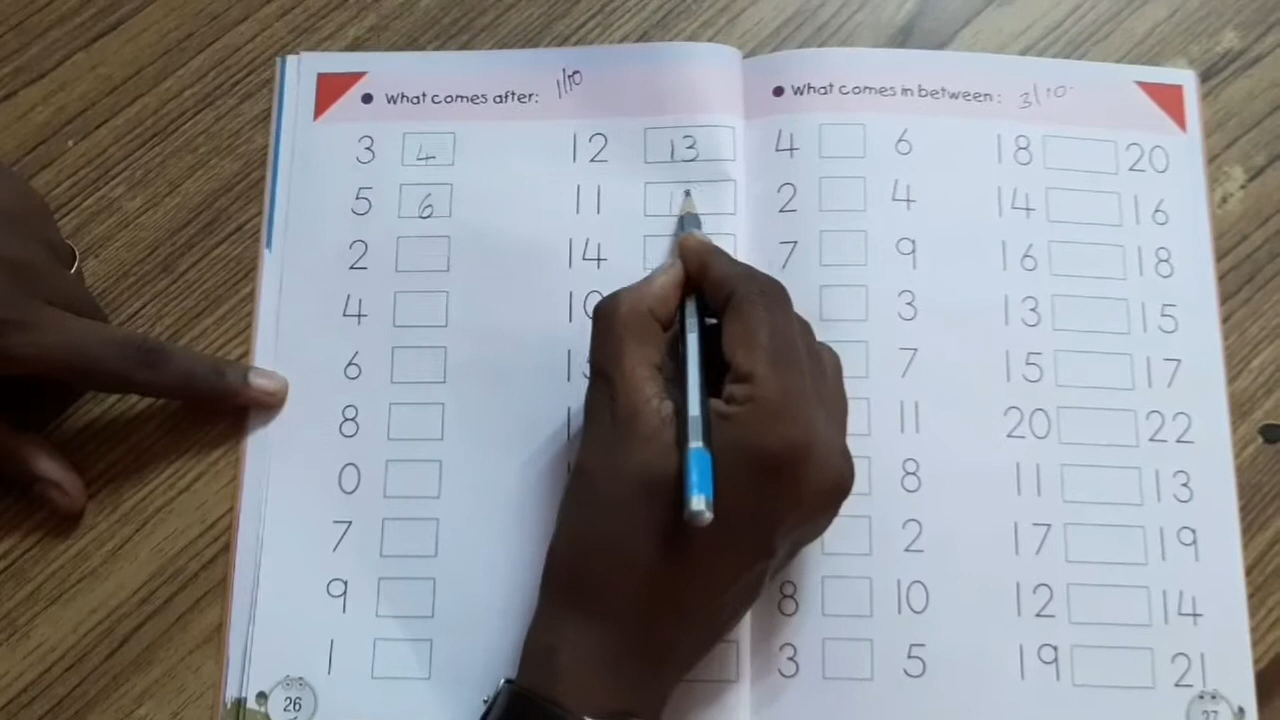 What comes after: 1/10
3 4 12 13
5 6 11 1
2 14
4 10
6
8
0
7
9
1
26
What comes in between: 3/10
4 6 18 20
2 4 14 16
7 9 16 18
3 13 15
7 15 17
11 20 22
8 11 13
2 17 19
8 10 12 14
3 5 19 21
27